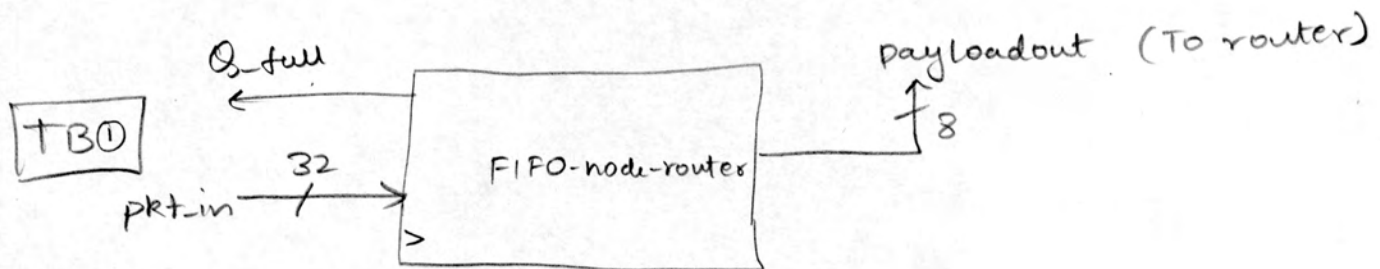 Q_full
payloadout (To router)
TB①
8
32
FIFO-node-router
pkt_in
>